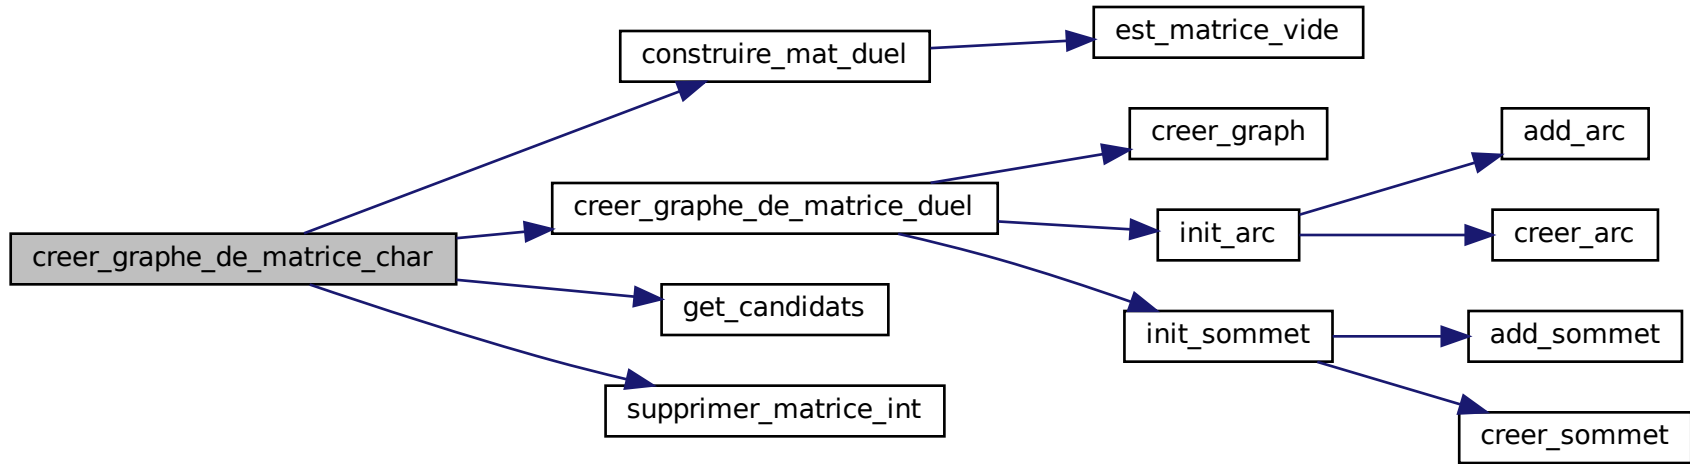 creer_graphe_de_matrice_char
construire_mat_duel
est_matrice_vide
creer_graphe_de_matrice_duel
creer_graph
init_arc
add_arc
creer_arc
init_sommet
add_sommet
creer_sommet
get_candidats
supprimer_matrice_int